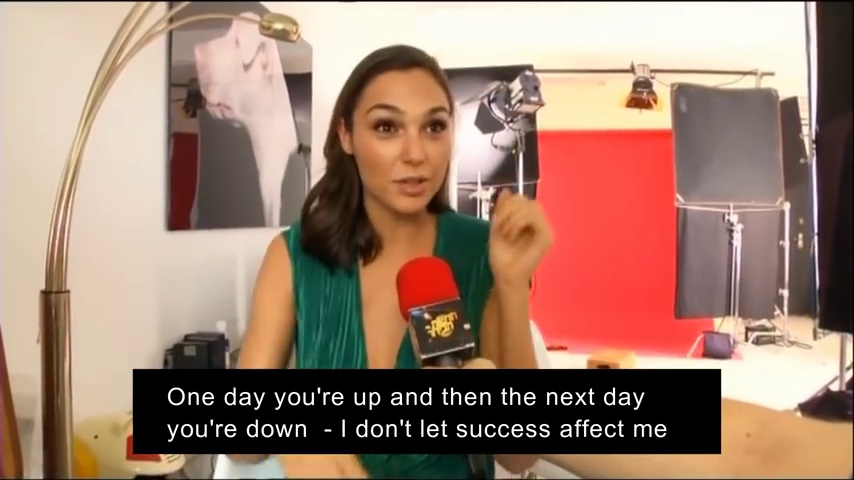 One day you're up and then the next day
you're down  - I don't let success affect me